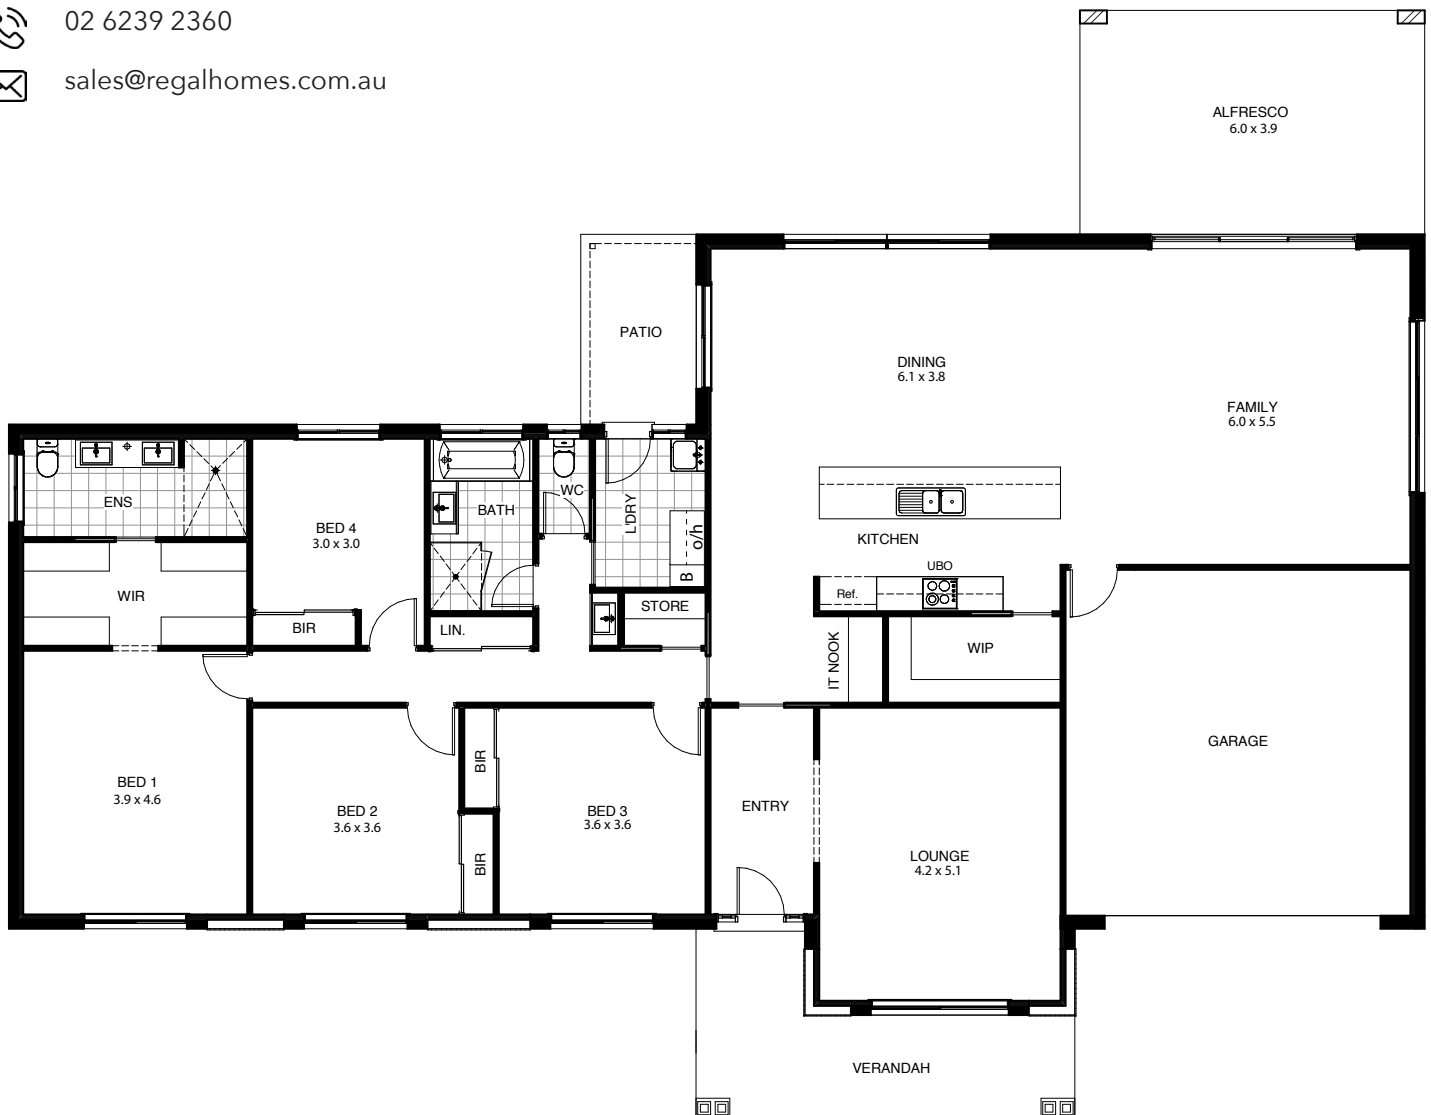 02 6239 2360
sales@regalhomes.com.au
ALFRESCO
6.0 x 3.9
PATIO
DINING
6.1 x 3.8
FAMILY
6.0 x 5.5
ENS
BED 4
3.0 x 3.0
BATH
WC
L'DRY
o/h
B
KITCHEN
UBO
Ref.
WIR
BIR
LIN.
STORE
IT NOOK
WIP
GARAGE
BED 1
3.9 x 4.6
BED 2
3.6 x 3.6
BIR
BIR
BED 3
3.6 x 3.6
ENTRY
LOUNGE
4.2 x 5.1
VERANDAH